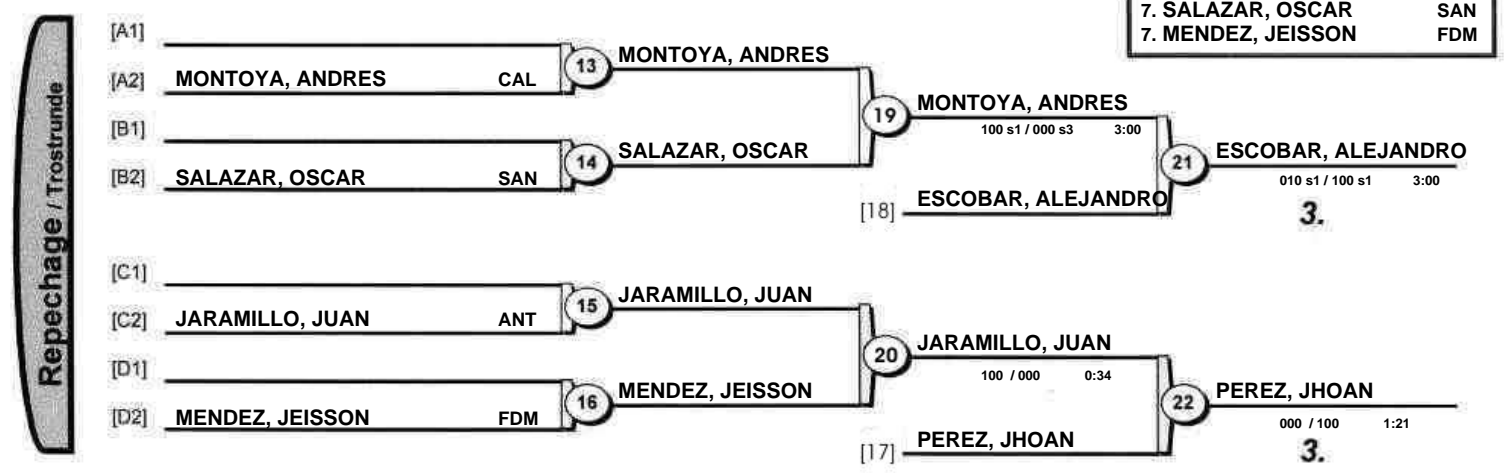 7. SALAZAR, OSCAR SAN
7. MENDEZ, JEISSON FDM
Repechage / Trostrunde
[A1]
[A2] MONTOYA, ANDRES CAL
13 MONTOYA, ANDRES
[B1]
[B2] SALAZAR, OSCAR SAN
14 SALAZAR, OSCAR
19 MONTOYA, ANDRES
100 s1 / 000 s3 3:00
[18] ESCOBAR, ALEJANDRO
21 ESCOBAR, ALEJANDRO
010 s1 / 100 s1 3:00
3.
[C1]
[C2] JARAMILLO, JUAN ANT
15 JARAMILLO, JUAN
[D1]
[D2] MENDEZ, JEISSON FDM
16 MENDEZ, JEISSON
20 JARAMILLO, JUAN
100 / 000 0:34
[17] PEREZ, JHOAN
22 PEREZ, JHOAN
000 / 100 1:21
3.